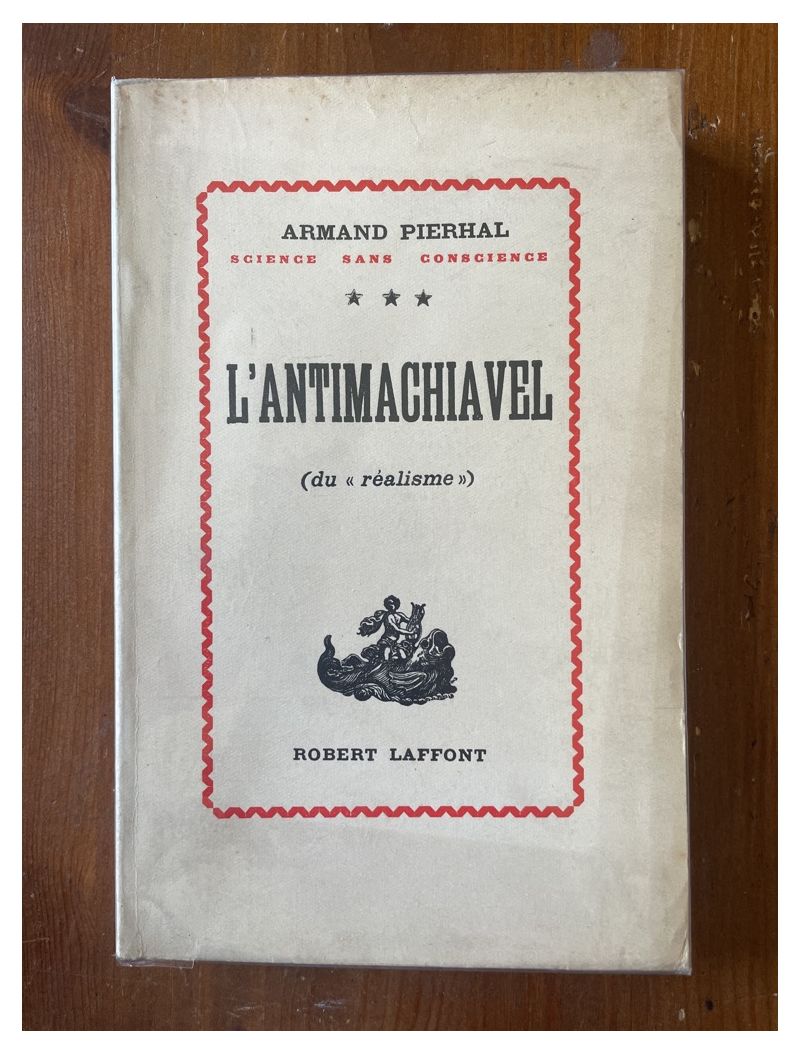 ARMAND PIERHAL
SCIENCE SANS CONSCIENCE
L'ANTIMACHIAVEL
(du « réalisme »)
ROBERT LAFFONT